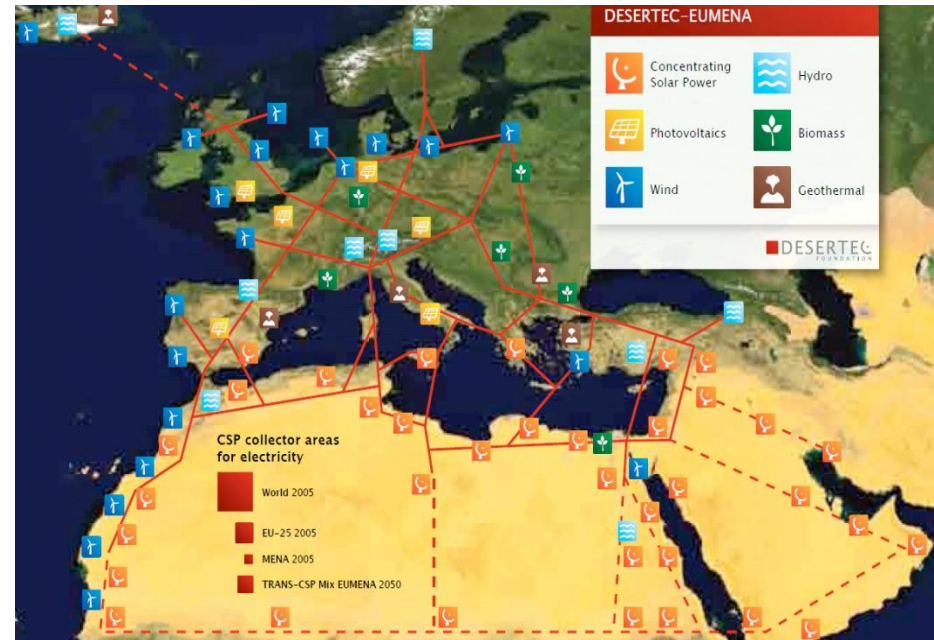 DESERTEC-EUMENA
Concentrating
Solar Power
Hydro
Photovoltaics
Biomass
Wind
Geothermal
DESERTEC
FOUNDATION
CSP collector areas
for electricity
World 2005
EU-25 2005
MENA 2005
TRANS-CSP Mix EUMENA 2050